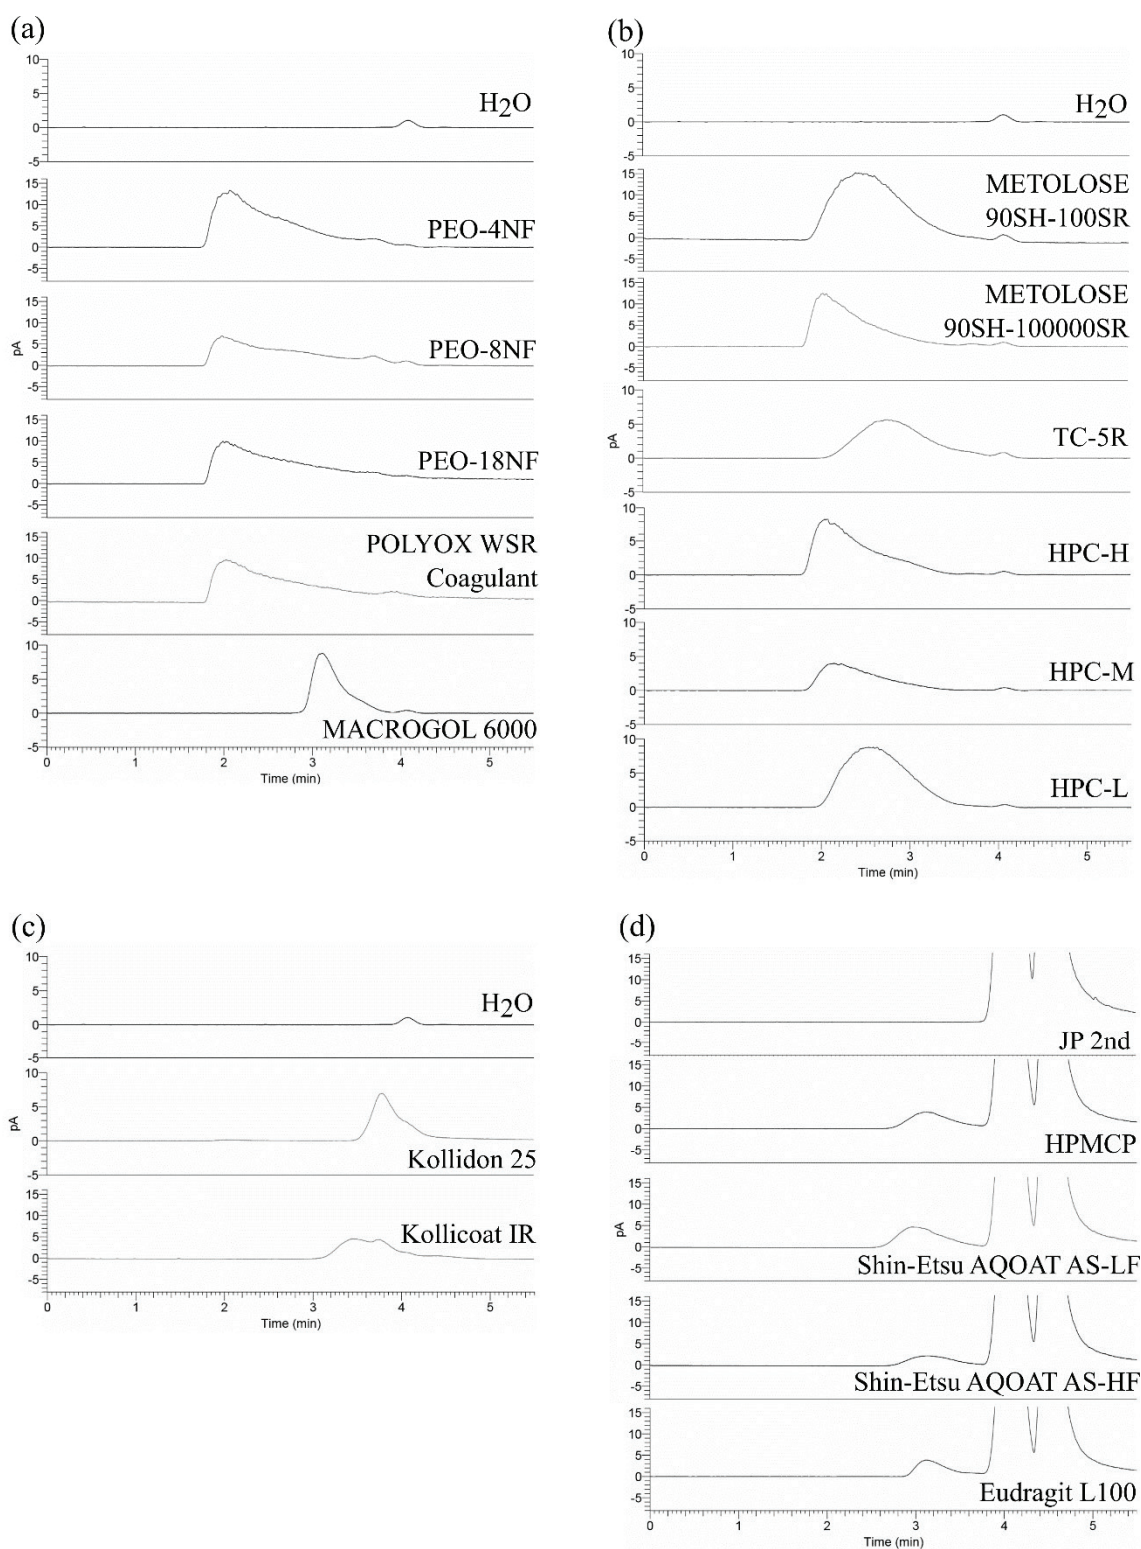 (a)
10
5
0
-5
H2O
15
10
5
0
-5
PEO-4NF
pA
15
10
5
0
-5
PEO-8NF
15
10
5
0
-5
PEO-18NF
15
10
5
0
-5
POLYOX WSR
Coagulant
10
5
0
-5
MACROGOL 6000
0 1 2 3 4 5
Time (min)
(b)
10
5
0
-5
H2O
15
10
5
0
-5
METOLOSE
90SH-100SR
15
10
5
0
-5
METOLOSE
90SH-100000SR
pA
10
5
0
-5
TC-5R
10
5
0
-5
HPC-H
10
5
0
-5
HPC-M
10
5
0
-5
HPC-L
0 1 2 3 4 5
Time (min)
(c)
10
5
0
-5
H2O
pA
10
5
0
-5
Kollidon 25
15
10
5
0
-5
Kollicoat IR
0 1 2 3 4 5
Time (min)
(d)
15
10
5
0
-5
JP 2nd
15
10
5
0
-5
HPMCP
pA
15
10
5
0
-5
Shin-Etsu AQOAT AS-LF
15
10
5
0
-5
Shin-Etsu AQOAT AS-HF
15
10
5
0
-5
Eudragit L100
0 1 2 3 4 5
Time (min)